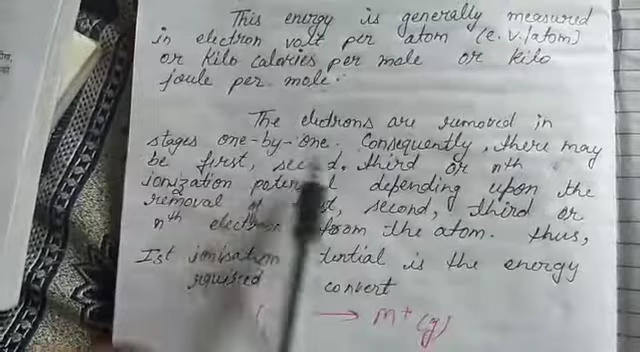 This energy is generally measured
in electron volt per atom (e.v./atom)
or kilo calories per mole or kilo
joule per mole.
The electrons are removed in
stages one-by-one. Consequently, there may
be first, second, third or nth
ionization potential depending upon the
removal of first, second, third or
nth electron from the atom. Thus,
Ist ionisation is the energy
required convert
→ M+ (g)